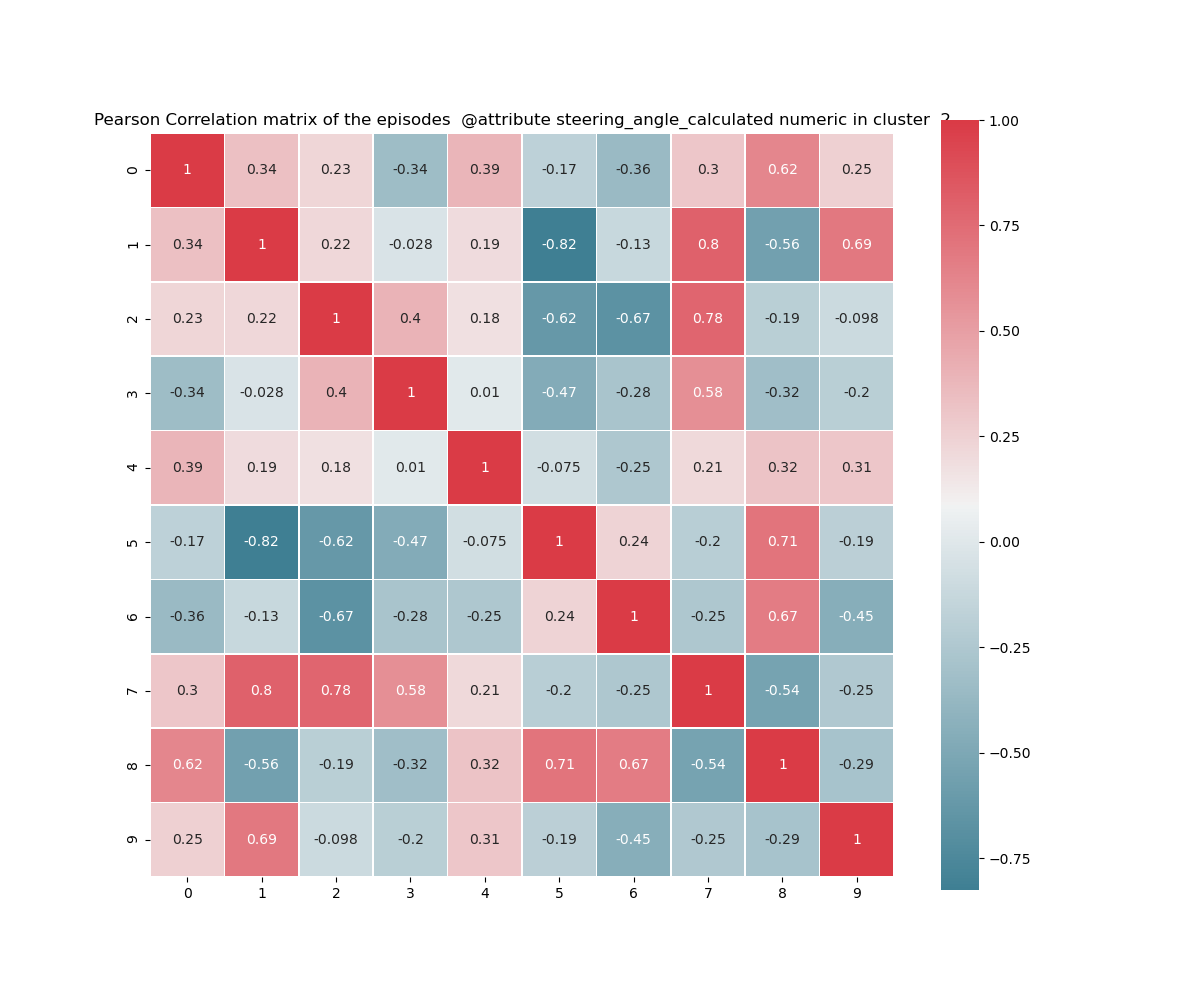 Pearson Correlation matrix of the episodes  @attribute steering_angle_calculated numeric in cluster  2
1.00
0 1 0.34 0.23 -0.34 0.39 -0.17 -0.36 0.3 0.62 0.25
0.75
1 0.34 1 0.22 -0.028 0.19 -0.82 -0.13 0.8 -0.56 0.69
2 0.23 0.22 1 0.4 0.18 -0.62 -0.67 0.78 -0.19 -0.098
0.50
3 -0.34 -0.028 0.4 1 0.01 -0.47 -0.28 0.58 -0.32 -0.2
0.25
4 0.39 0.19 0.18 0.01 1 -0.075 -0.25 0.21 0.32 0.31
5 -0.17 -0.82 -0.62 -0.47 -0.075 1 0.24 -0.2 0.71 -0.19
0.00
6 -0.36 -0.13 -0.67 -0.28 -0.25 0.24 1 -0.25 0.67 -0.45
−0.25
7 0.3 0.8 0.78 0.58 0.21 -0.2 -0.25 1 -0.54 -0.25
−0.50
8 0.62 -0.56 -0.19 -0.32 0.32 0.71 0.67 -0.54 1 -0.29
9 0.25 0.69 -0.098 -0.2 0.31 -0.19 -0.45 -0.25 -0.29 1
−0.75
0 1 2 3 4 5 6 7 8 9